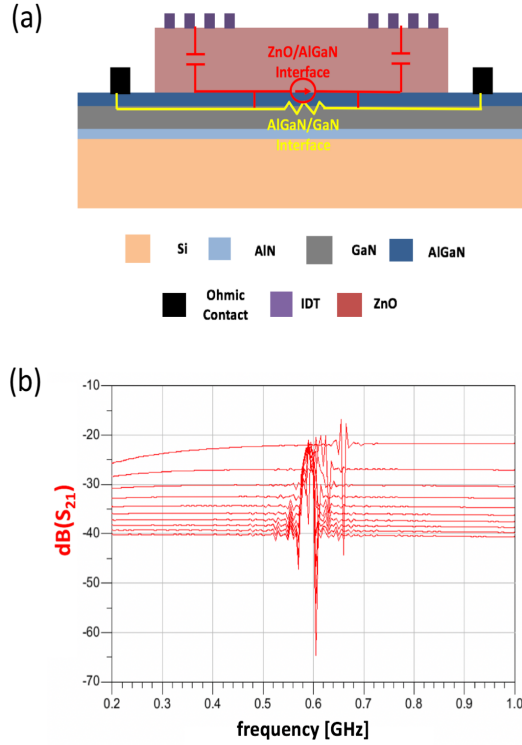 (a)
ZnO/AlGaN
Interface
AlGaN/GaN
Interface
Si
AlN
GaN
AlGaN
Ohmic
Contact
IDT
ZnO
(b)
-10
-20
-30
-40
-50
-60
-70
dB(S21)
0.2
0.3
0.4
0.5
0.6
0.7
0.8
0.9
1.0
frequency [GHz]